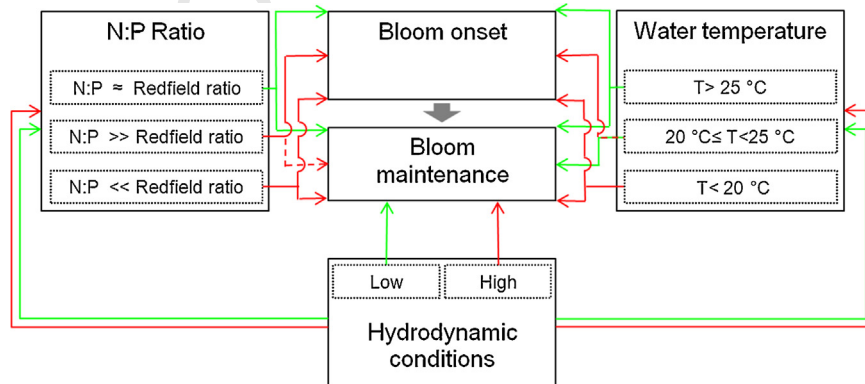 N:P Ratio
N:P ≈ Redfield ratio
N:P >> Redfield ratio
N:P << Redfield ratio
Bloom onset
Bloom
maintenance
Water temperature
T> 25 °C
20 °C≤ T<25 °C
T< 20 °C
Low
High
Hydrodynamic
conditions